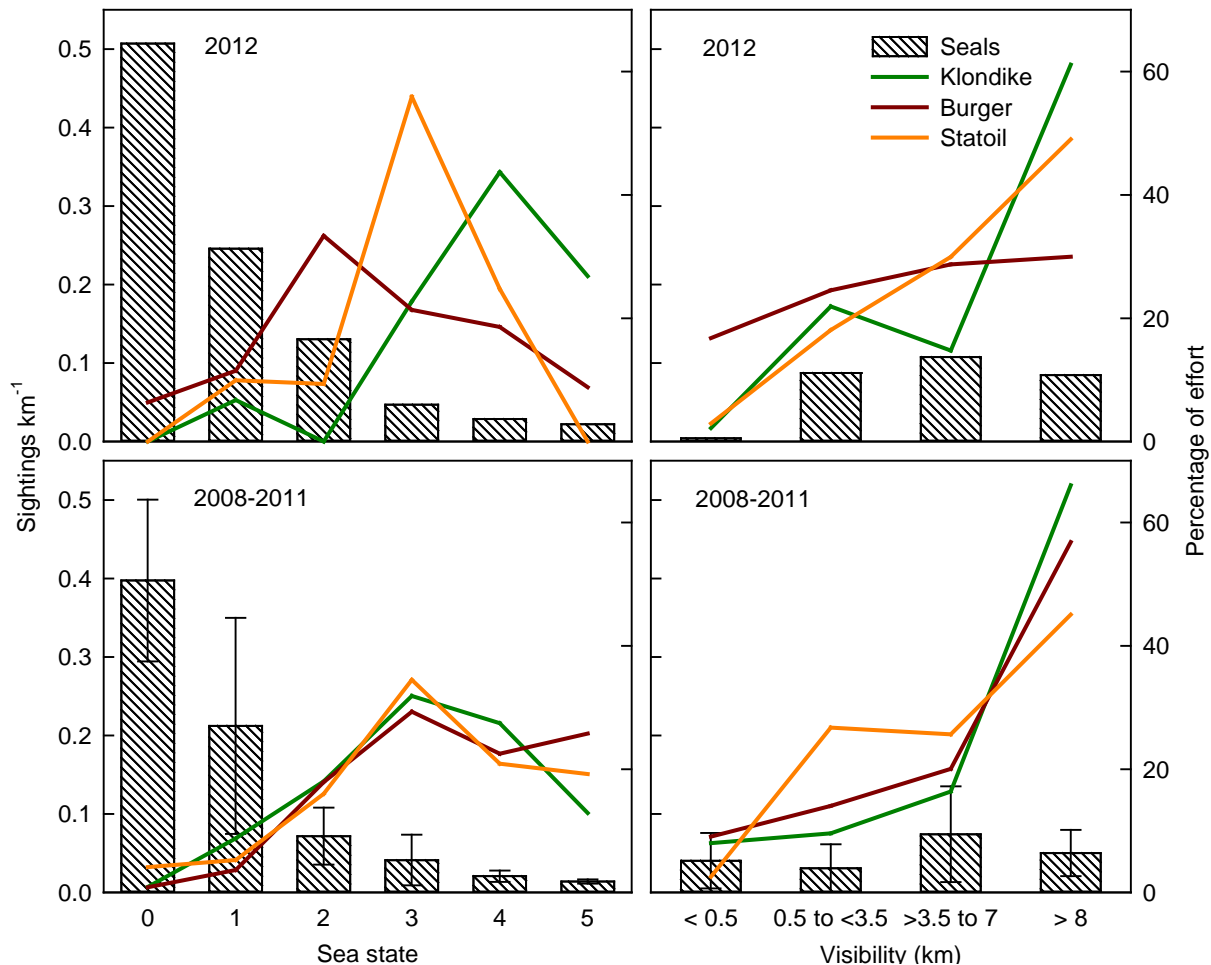 2012
2012
Seals
Klondike
Burger
Statoil
0.5
0.4
0.3
0.2
0.1
0.0
60
40
20
0
Sightings km-1
Percentage of effort
2008-2011
2008-2011
0.5
0.4
0.3
0.2
0.1
0.0
60
40
20
0
0 1 2 3 4 5
< 0.5 0.5 to <3.5 >3.5 to 7 > 8
Sea state
Visibility (km)